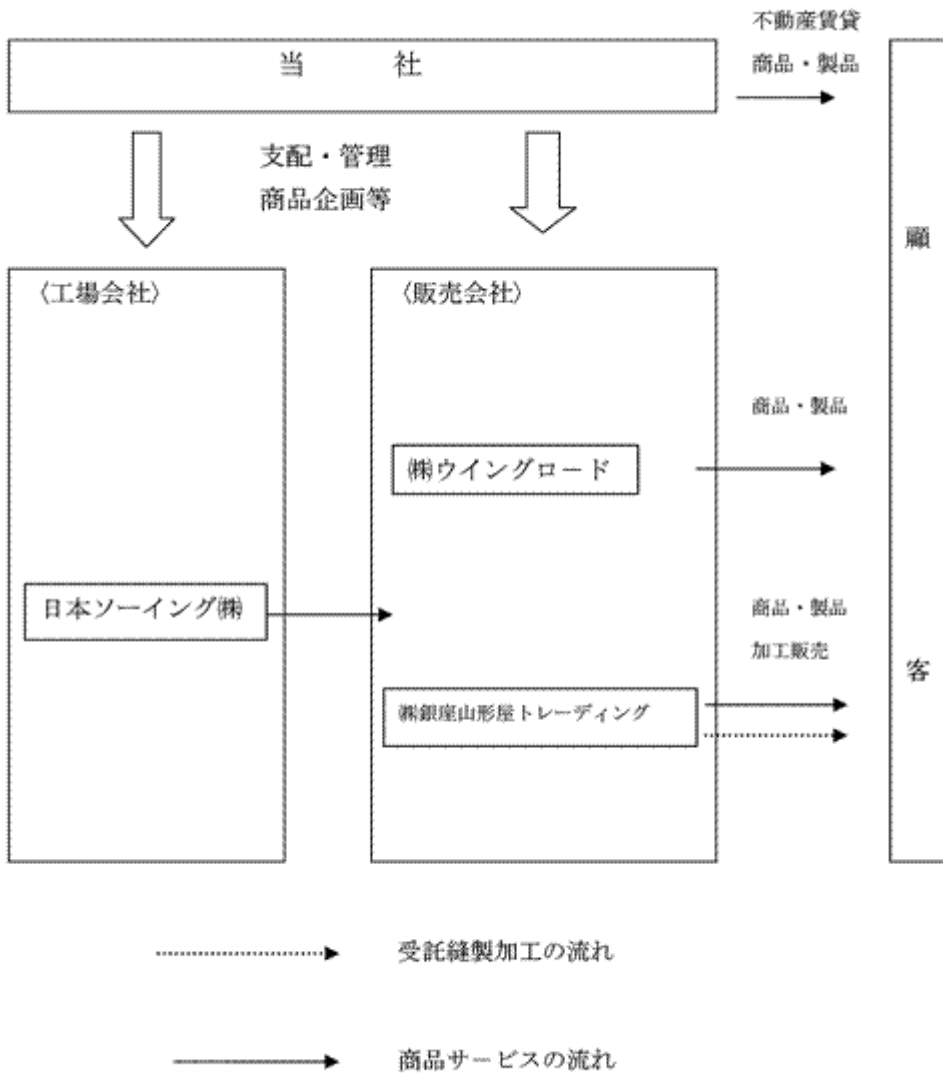 不動産賃貸
商品・製品
当 社
支配・管理
商品企画等
顧
客
〈工場会社〉
〈販売会社〉
商品・製品
㈱ウイングロード
日本ソーイング㈱
商品・製品
加工販売
㈱銀座山形屋トレーディング
受託縫製加工の流れ
商品サービスの流れ